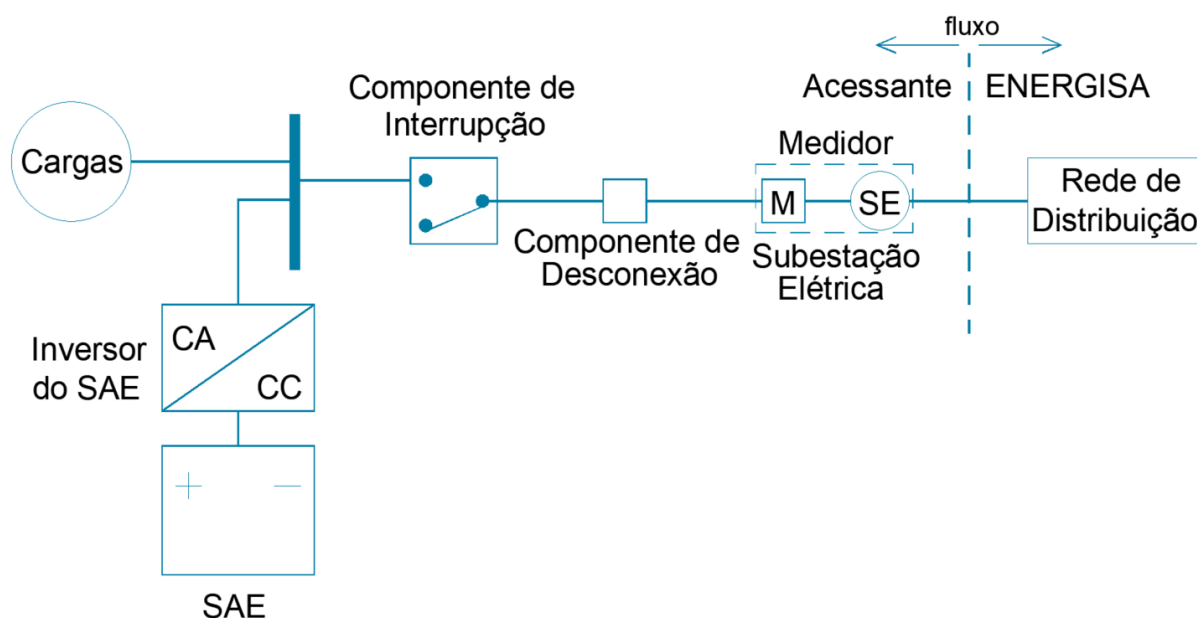 fluxo
Acessante ENERGISA
Componente de
Interrupção
Medidor
Cargas
M
SE
Rede de
Distribuição
Componente de
Desconexão
Subestação
Elétrica
Inversor
do SAE
CA
CC
+ −
SAE